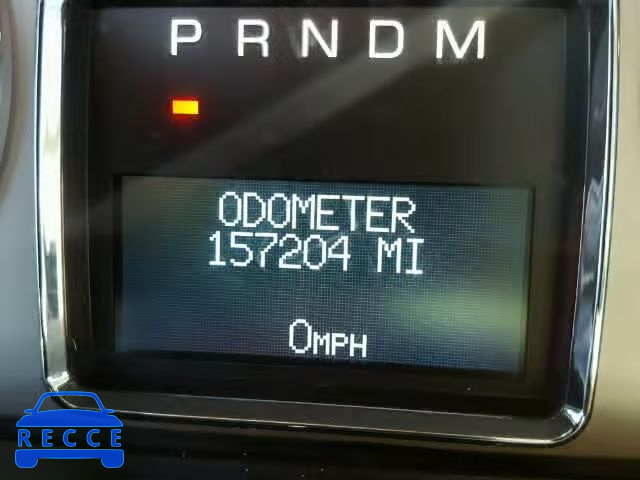 P R N D M
ODOMETER
157204 MI
0MPH
RECCE